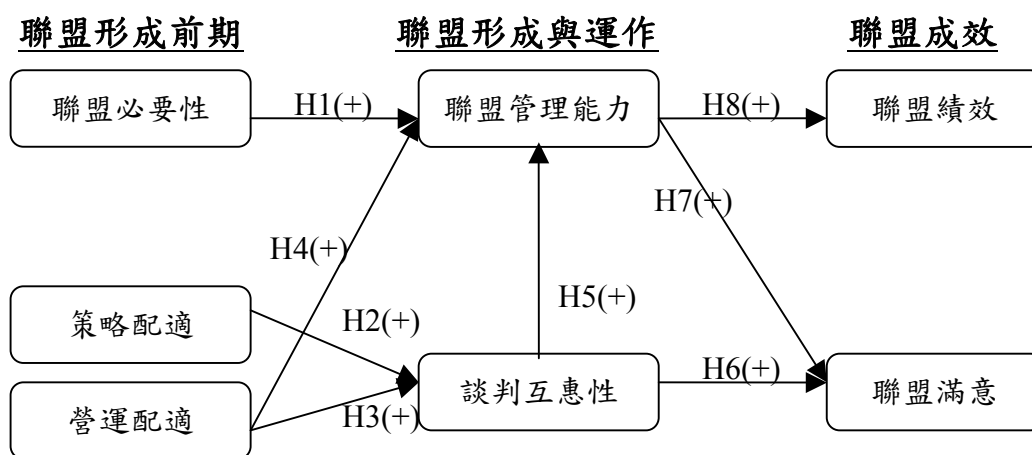 聯盟形成前期 聯盟形成與運作 聯盟成效
聯盟必要性 H1(+) 聯盟管理能力 H8(+) 聯盟績效
H7(+)
H4(+)
H5(+)
策略配適 H2(+)
H6(+)
談判互惠性 聯盟滿意
營運配適 H3(+)